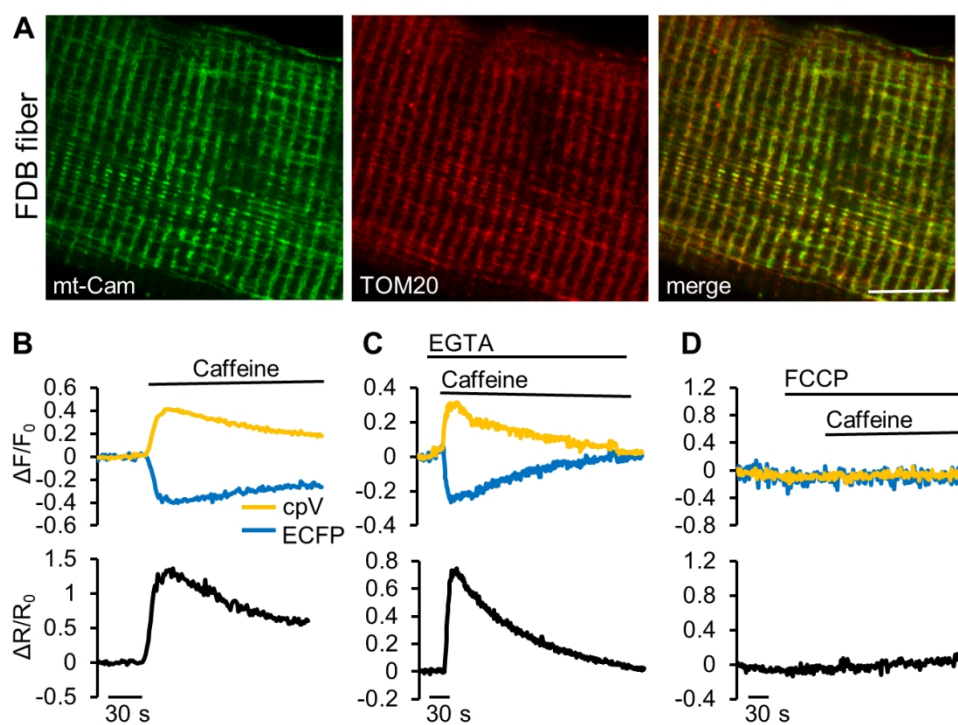 A
FDB fiber
mt-Cam
TOM20
merge
B
Caffeine
ΔF/F0
0.6
0.4
0.2
0
-0.2
-0.4
-0.6
cpV
ECFP
ΔR/R0
1.5
1
0.5
0
-0.5
30 s
C
EGTA
Caffeine
0.4
0.2
0
-0.2
-0.4
0.8
0.6
0.4
0.2
0
-0.2
30 s
D
FCCP
Caffeine
1.2
0.8
0.4
0
-0.4
-0.8
1.2
0.8
0.4
0
-0.4
30 s